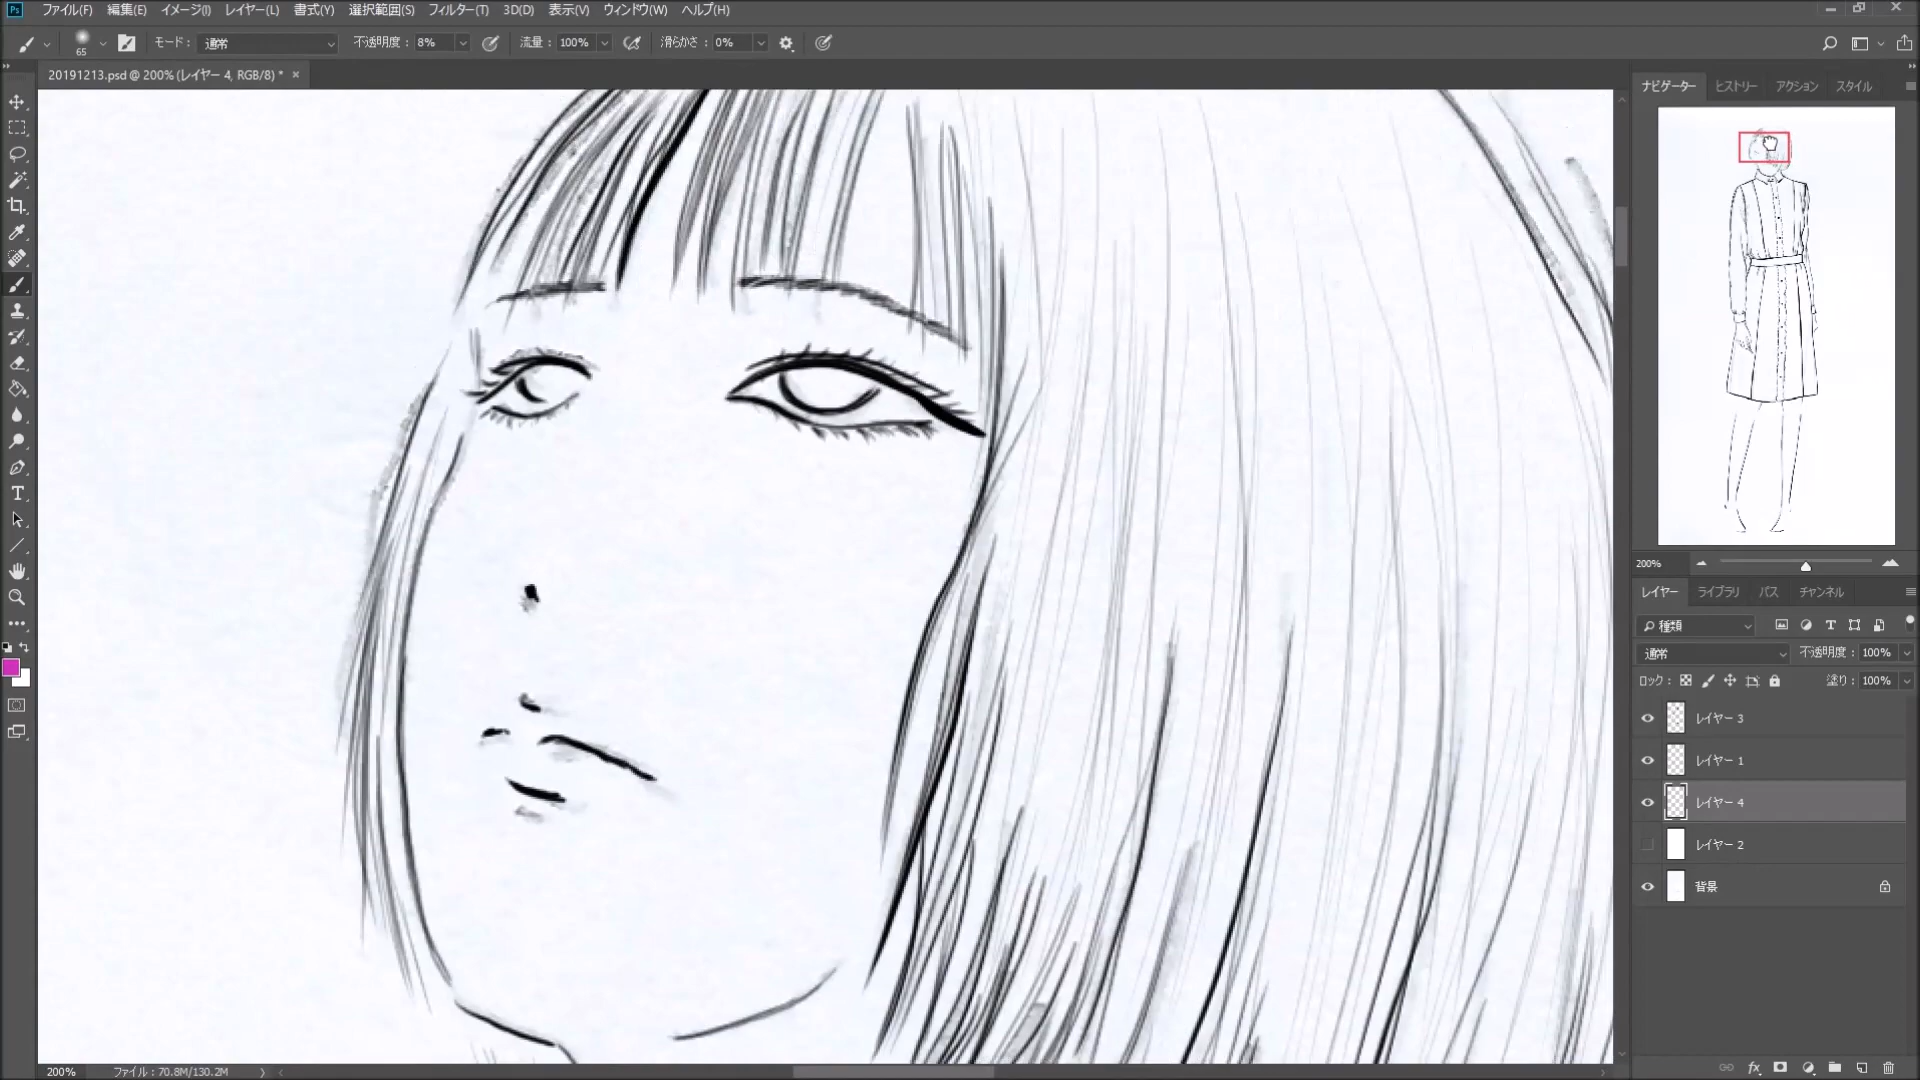 Ps ファイル(F) 編集(E) イメージ(I) レイヤー(L) 書式(Y) 選択範囲(S) フィルター(T) 3D(D) 表示(V) ウィンドウ(W) ヘルプ(H)
65 モード : 通常 不透明度 : 8% 流量 : 100% 滑らかさ : 0%
20191213.psd @ 200% (レイヤー 4, RGB/8) * ×
ナビゲーター ヒストリー アクション スタイル
200%
レイヤー ライブラリ パス チャンネル
種類
通常 不透明度 : 100%
ロック : 塗り : 100%
レイヤー 3
レイヤー 1
レイヤー 4
レイヤー 2
背景
fx
200% ファイル : 70.8M/130.2M